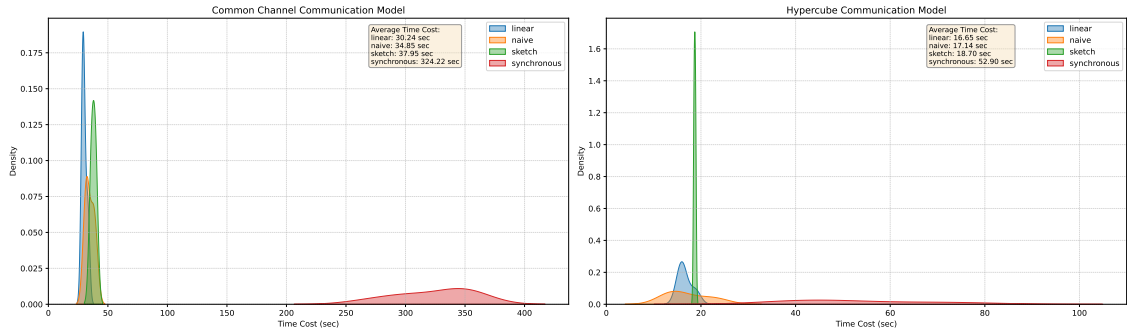 Common Channel Communication Model
Average Time Cost:
linear: 30.24 sec
naive: 34.85 sec
sketch: 37.95 sec
synchronous: 324.22 sec
linear
naive
sketch
synchronous
Density
0.175
0.150
0.125
0.100
0.075
0.050
0.025
0.000
0 50 100 150 200 250 300 350 400
Time Cost (sec)
Hypercube Communication Model
Average Time Cost:
linear: 16.65 sec
naive: 17.14 sec
sketch: 18.70 sec
synchronous: 52.90 sec
linear
naive
sketch
synchronous
Density
1.6
1.4
1.2
1.0
0.8
0.6
0.4
0.2
0.0
0 20 40 60 80 100
Time Cost (sec)